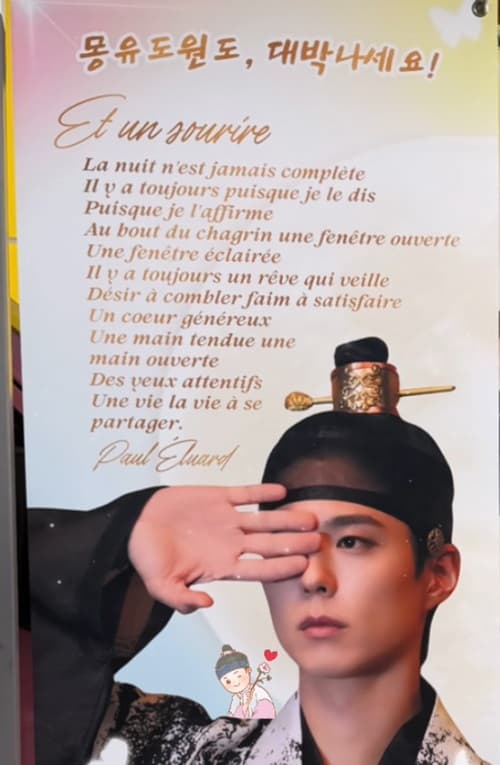 몽유도원도, 대박나세요!
Et un sourire
La nuit n'est jamais complète
Il y a toujours puisque je le dis
Puisque je l'affirme
Au bout du chagrin une fenêtre ouverte
Une fenêtre éclairée
Il y a toujours un rêve qui veille
Désir à combler faim à satisfaire
Un coeur généreux
Une main tendue une
main ouverte
Des yeux attentifs
Une vie la vie à se
partager.
Paul Éluard